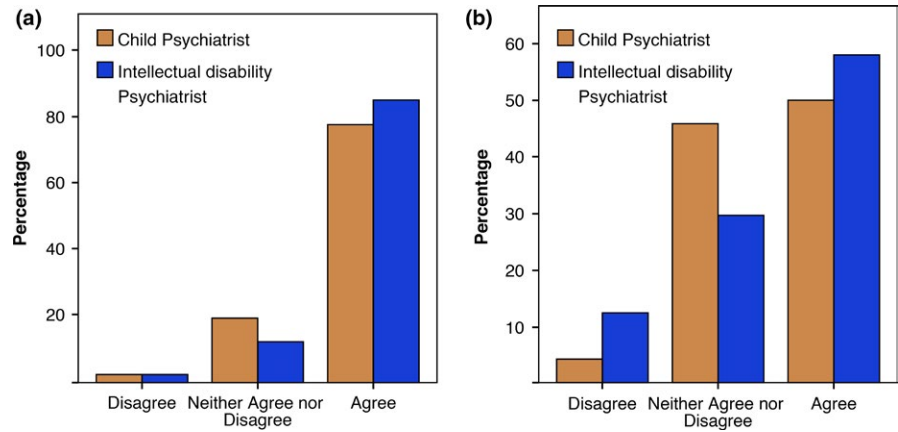 (a)
Child Psychiatrist
Intellectual disability
Psychiatrist
Percentage
100
80
60
40
20
Disagree
Neither Agree nor
Disagree
Agree
(b)
Child Psychiatrist
Intellectual disability
Psychiatrist
Percentage
60
50
40
30
20
10
Disagree
Neither Agree nor
Disagree
Agree